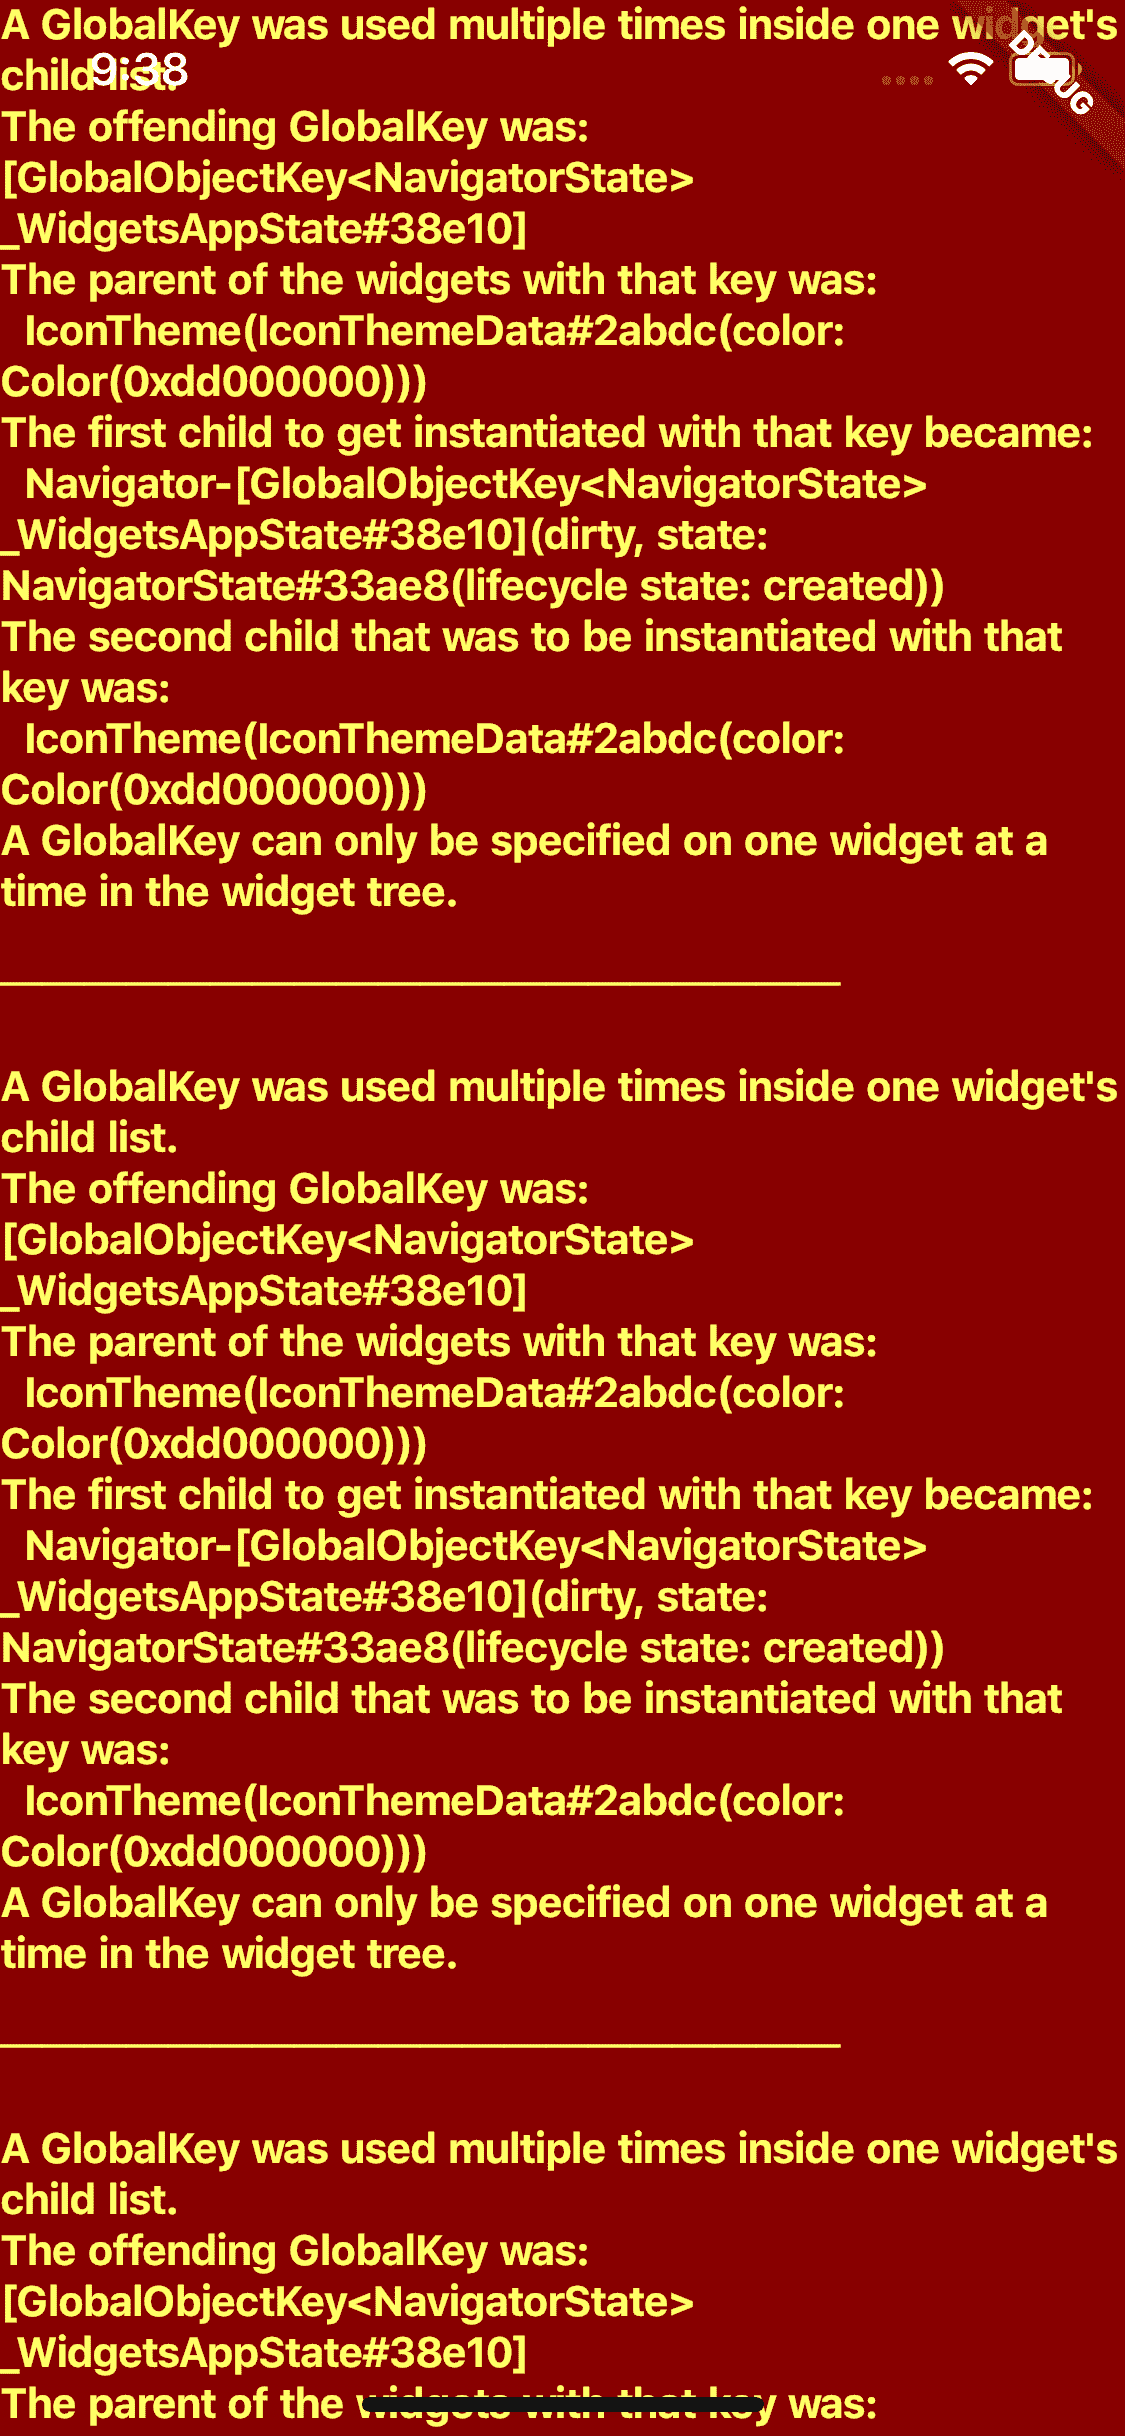 A GlobalKey was used multiple times inside one widget's
child list.
9:38
DEBUG
The offending GlobalKey was:
[GlobalObjectKey<NavigatorState>
_WidgetsAppState#38e10]
The parent of the widgets with that key was:
IconTheme(IconThemeData#2abdc(color:
Color(0xdd000000)))
The first child to get instantiated with that key became:
Navigator-[GlobalObjectKey<NavigatorState>
_WidgetsAppState#38e10](dirty, state:
NavigatorState#33ae8(lifecycle state: created))
The second child that was to be instantiated with that
key was:
IconTheme(IconThemeData#2abdc(color:
Color(0xdd000000)))
A GlobalKey can only be specified on one widget at a
time in the widget tree.
A GlobalKey was used multiple times inside one widget's
child list.
The offending GlobalKey was:
[GlobalObjectKey<NavigatorState>
_WidgetsAppState#38e10]
The parent of the widgets with that key was:
IconTheme(IconThemeData#2abdc(color:
Color(0xdd000000)))
The first child to get instantiated with that key became:
Navigator-[GlobalObjectKey<NavigatorState>
_WidgetsAppState#38e10](dirty, state:
NavigatorState#33ae8(lifecycle state: created))
The second child that was to be instantiated with that
key was:
IconTheme(IconThemeData#2abdc(color:
Color(0xdd000000)))
A GlobalKey can only be specified on one widget at a
time in the widget tree.
A GlobalKey was used multiple times inside one widget's
child list.
The offending GlobalKey was:
[GlobalObjectKey<NavigatorState>
_WidgetsAppState#38e10]
The parent of the widgets with that key was: